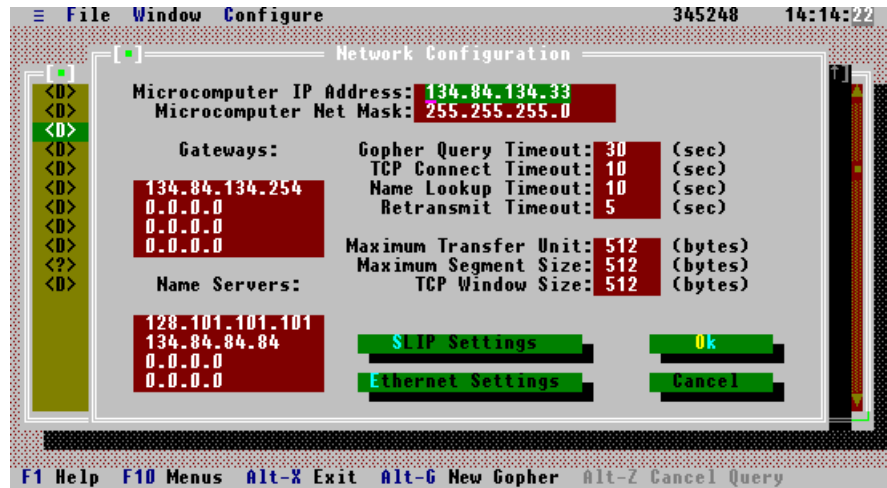 ≡ File Window Configure 345248 14:14:22
[▪] Network Configuration
[▪] [↑]
<D> Microcomputer IP Address: 134.84.134.33
<D> Microcomputer Net Mask: 255.255.255.0
<D>
<D> Gateways: Gopher Query Timeout: 30 (sec)
<D> TCP Connect Timeout: 10 (sec)
<D> 134.84.134.254 Name Lookup Timeout: 10 (sec)
<D> 0.0.0.0 Retransmit Timeout: 5 (sec)
<D> 0.0.0.0
<D> 0.0.0.0 Maximum Transfer Unit: 512 (bytes)
<?> Maximum Segment Size: 512 (bytes)
<D> Name Servers: TCP Window Size: 512 (bytes)
128.101.101.101
134.84.84.84 SLIP Settings Ok
0.0.0.0
0.0.0.0 Ethernet Settings Cancel
F1 Help F10 Menus Alt-X Exit Alt-G New Gopher Alt-Z Cancel Query